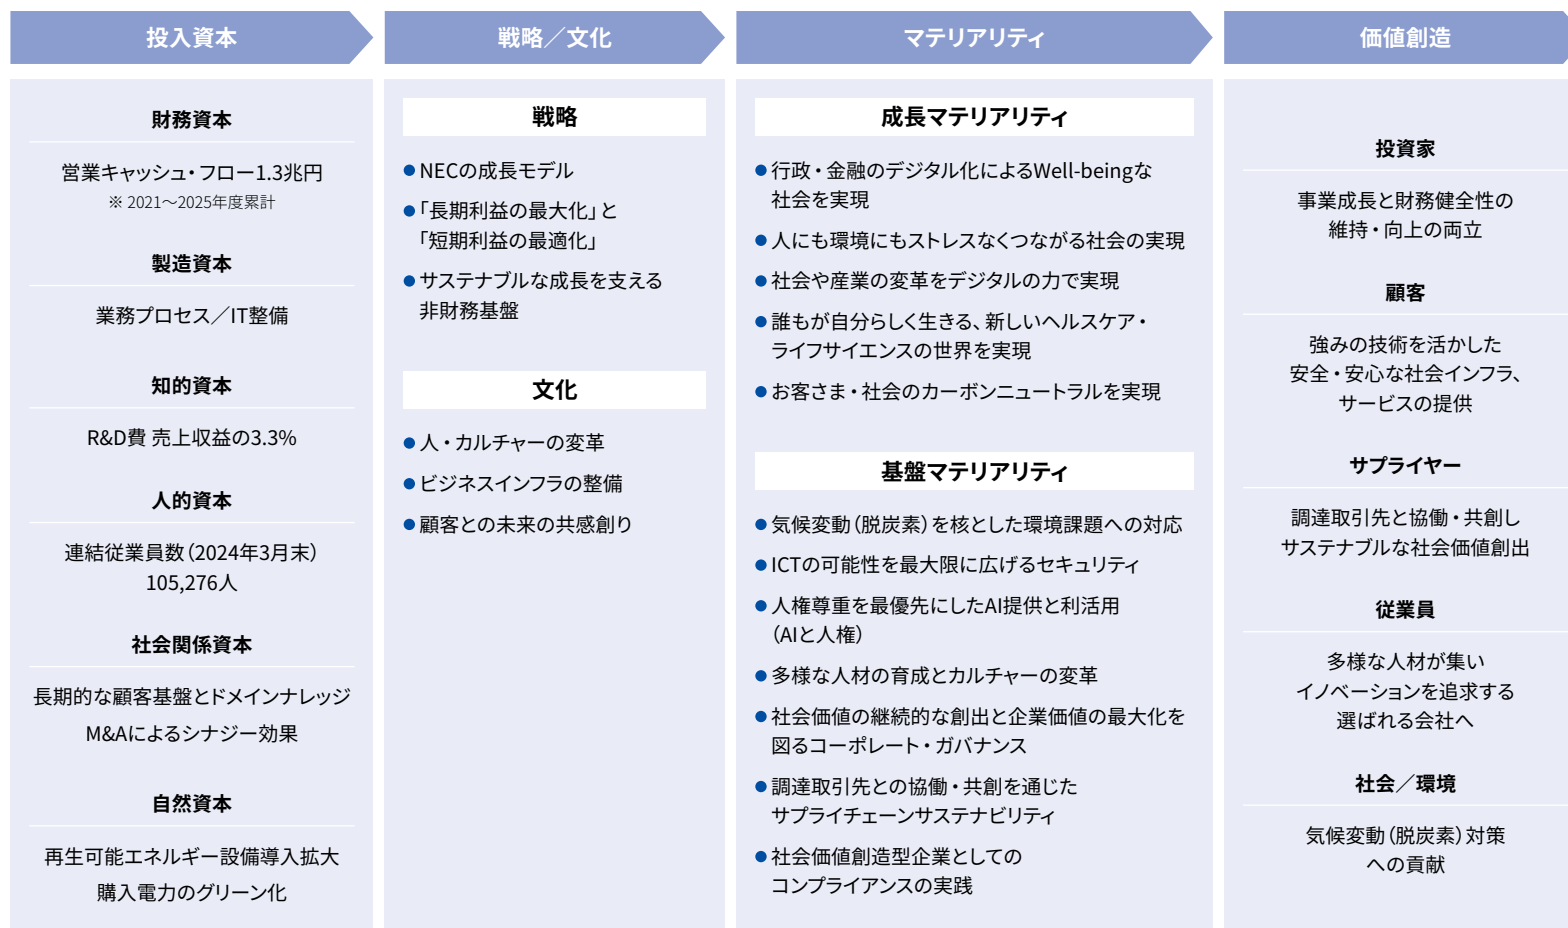 投入資本
財務資本
営業キャッシュ・フロー1.3兆円
※ 2021～2025年度累計
製造資本
業務プロセス／IT整備
知的資本
R&D費 売上収益の3.3%
人的資本
連結従業員数（2024年3月末）
105,276人
社会関係資本
長期的な顧客基盤とドメインナレッジ
M&Aによるシナジー効果
自然資本
再生可能エネルギー設備導入拡大
購入電力のグリーン化
戦略／文化
戦略
●NECの成長モデル
●「長期利益の最大化」と
「短期利益の最適化」
●サステナブルな成長を支える
非財務基盤
文化
●人・カルチャーの変革
●ビジネスインフラの整備
●顧客との未来の共感創り
マテリアリティ
成長マテリアリティ
●行政・金融のデジタル化によるWell-beingな
社会を実現
●人にも環境にもストレスなくつながる社会の実現
●社会や産業の変革をデジタルの力で実現
●誰もが自分らしく生きる、新しいヘルスケア・
ライフサイエンスの世界を実現
●お客さま・社会のカーボンニュートラルを実現
基盤マテリアリティ
●気候変動（脱炭素）を核とした環境課題への対応
●ICTの可能性を最大限に広げるセキュリティ
●人権尊重を最優先にしたAI提供と利活用
（AIと人権）
●多様な人材の育成とカルチャーの変革
●社会価値の継続的な創出と企業価値の最大化を
図るコーポレート・ガバナンス
●調達取引先との協働・共創を通じた
サプライチェーンサステナビリティ
●社会価値創造型企業としての
コンプライアンスの実践
価値創造
投資家
事業成長と財務健全性の
維持・向上の両立
顧客
強みの技術を活かした
安全・安心な社会インフラ、
サービスの提供
サプライヤー
調達取引先と協働・共創し
サステナブルな社会価値創出
従業員
多様な人材が集い
イノベーションを追求する
選ばれる会社へ
社会／環境
気候変動（脱炭素）対策
への貢献